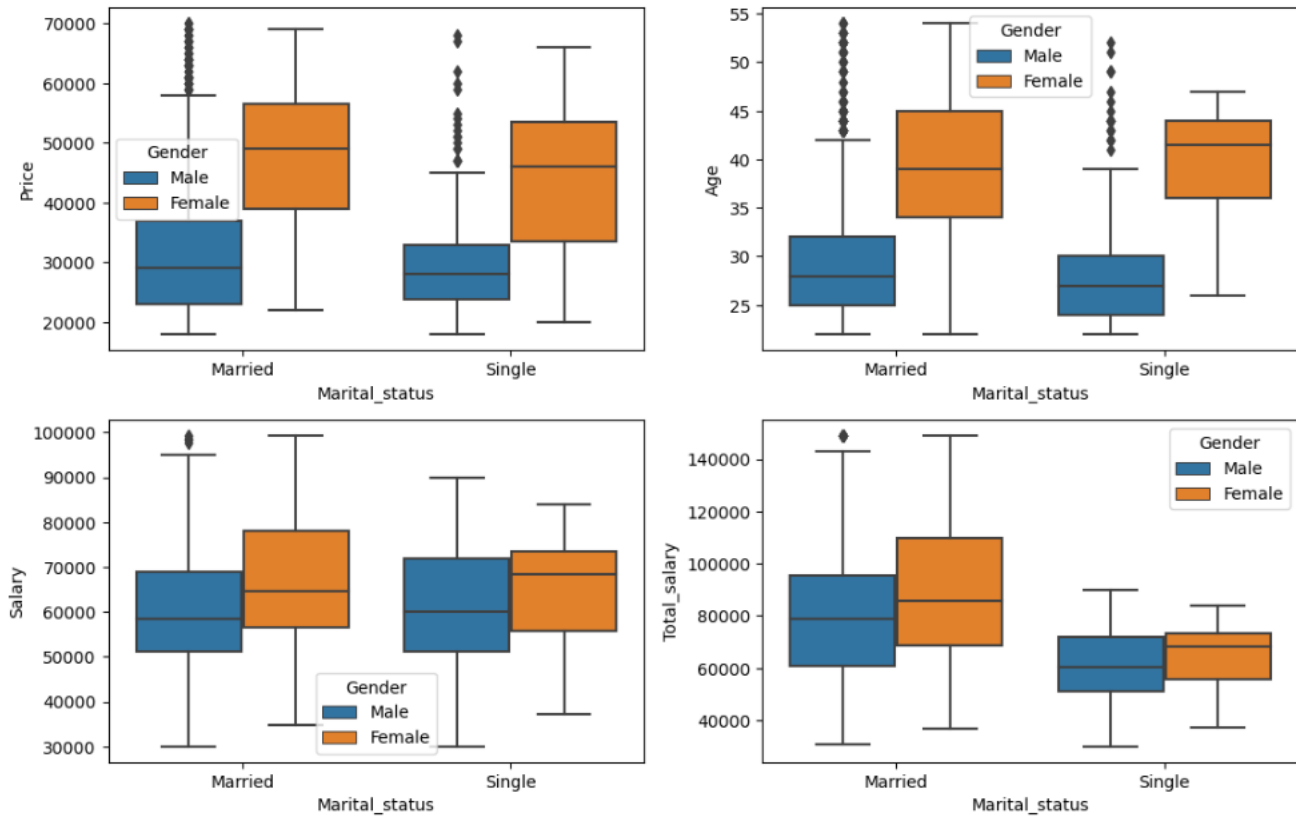 70000
60000
50000
40000
30000
20000
Price
Gender
Male
Female
Married
Single
Marital_status
55
50
45
40
35
30
25
Age
Gender
Male
Female
Married
Single
Marital_status
100000
90000
80000
70000
60000
50000
40000
30000
Salary
Gender
Male
Female
Married
Single
Marital_status
140000
120000
100000
80000
60000
40000
Total_salary
Gender
Male
Female
Married
Single
Marital_status